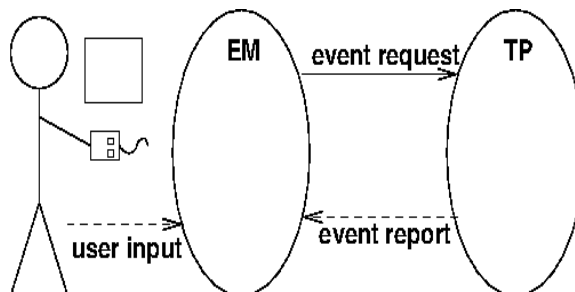 EM
event request
TP
user input
event report